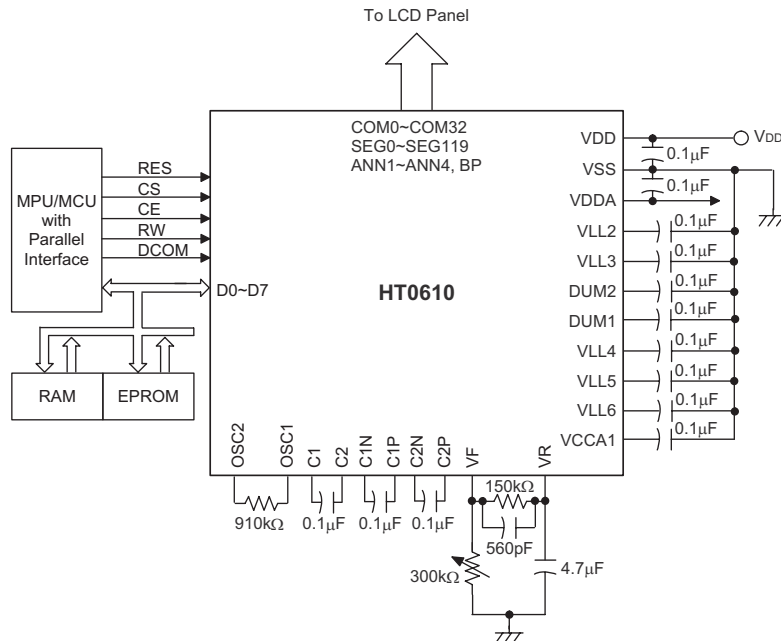 To LCD Panel
COM0~COM32
SEG0~SEG119
ANN1~ANN4, BP
MPU/MCU
with
Parallel
Interface
RES
CS
CE
RW
DCOM
D0~D7
RAM
EPROM
HT0610
VDD
VSS
VDDA
VLL2
VLL3
DUM2
DUM1
VLL4
VLL5
VLL6
VCCA1
VDD
0.1μF
0.1μF
0.1μF
0.1μF
0.1μF
0.1μF
0.1μF
0.1μF
0.1μF
0.1μF
OSC2
OSC1
C1
C2
C1N
C1P
C2N
C2P
VF
VR
910kΩ
0.1μF
0.1μF
0.1μF
150kΩ
560pF
300kΩ
4.7μF